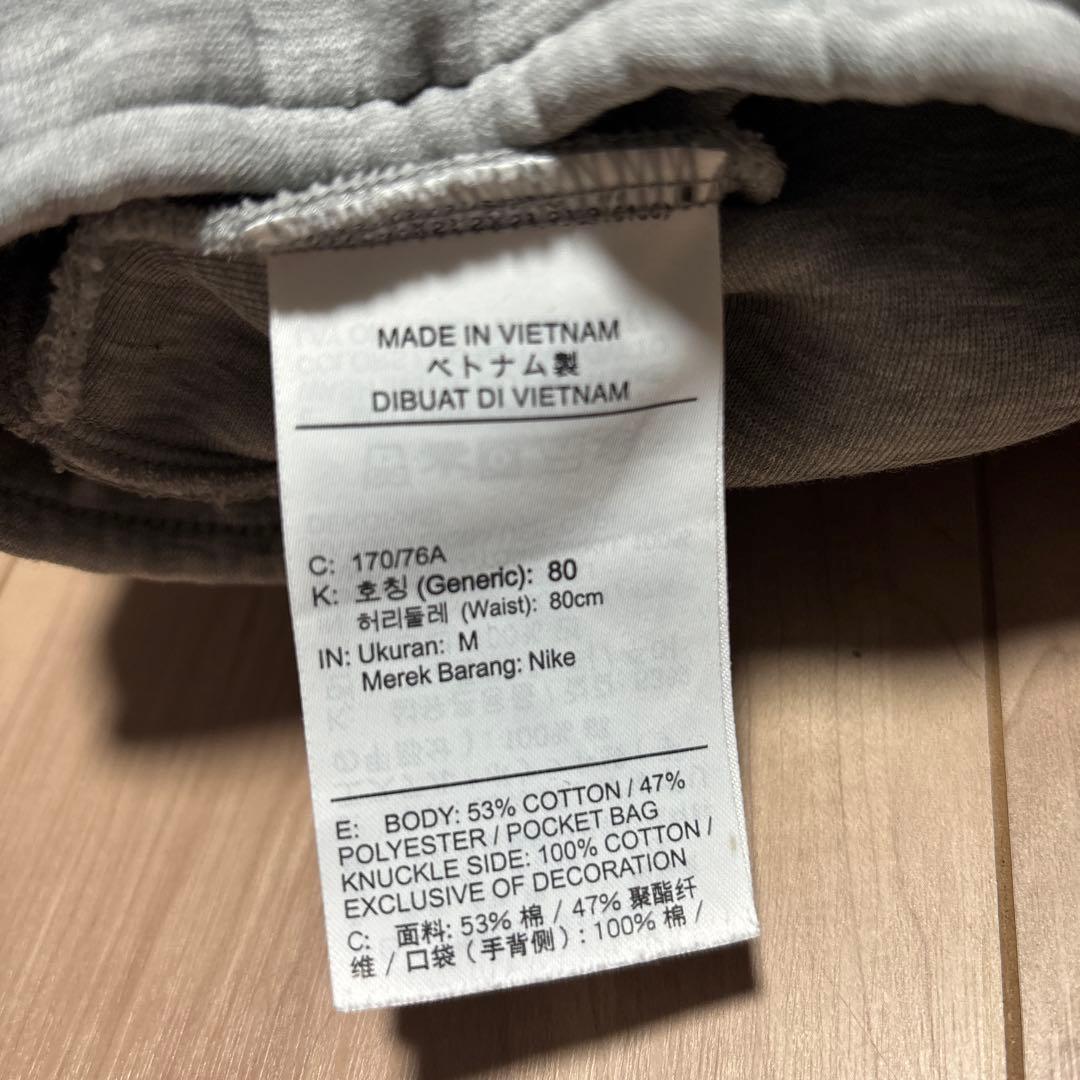 MADE IN VIETNAM
ベトナム製
DIBUAT DI VIETNAM
C: 170/76A
K: 호칭 (Generic): 80
허리둘레 (Waist): 80cm
IN: Ukuran: M
Merek Barang: Nike
E: BODY: 53% COTTON / 47%
POLYESTER / POCKET BAG
KNUCKLE SIDE: 100% COTTON /
EXCLUSIVE OF DECORATION
C: 面料: 53% 棉 / 47% 聚酯纤
维 / 口袋 (手背侧) : 100% 棉 /